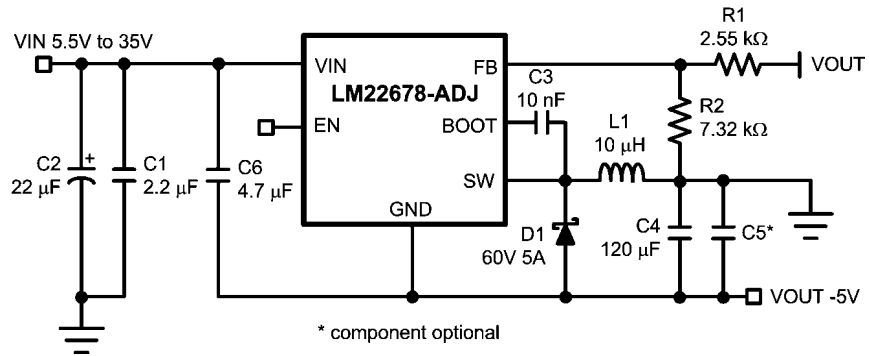 VIN 5.5V to 35V
VIN
LM22678-ADJ
EN
GND
FB
BOOT
SW
C2
22 µF
+
C1
2.2 µF
C6
4.7 µF
C3
10 nF
L1
10 µH
R1
2.55 kΩ
VOUT
R2
7.32 kΩ
D1
60V 5A
C4
120 µF
C5*
VOUT -5V
* component optional